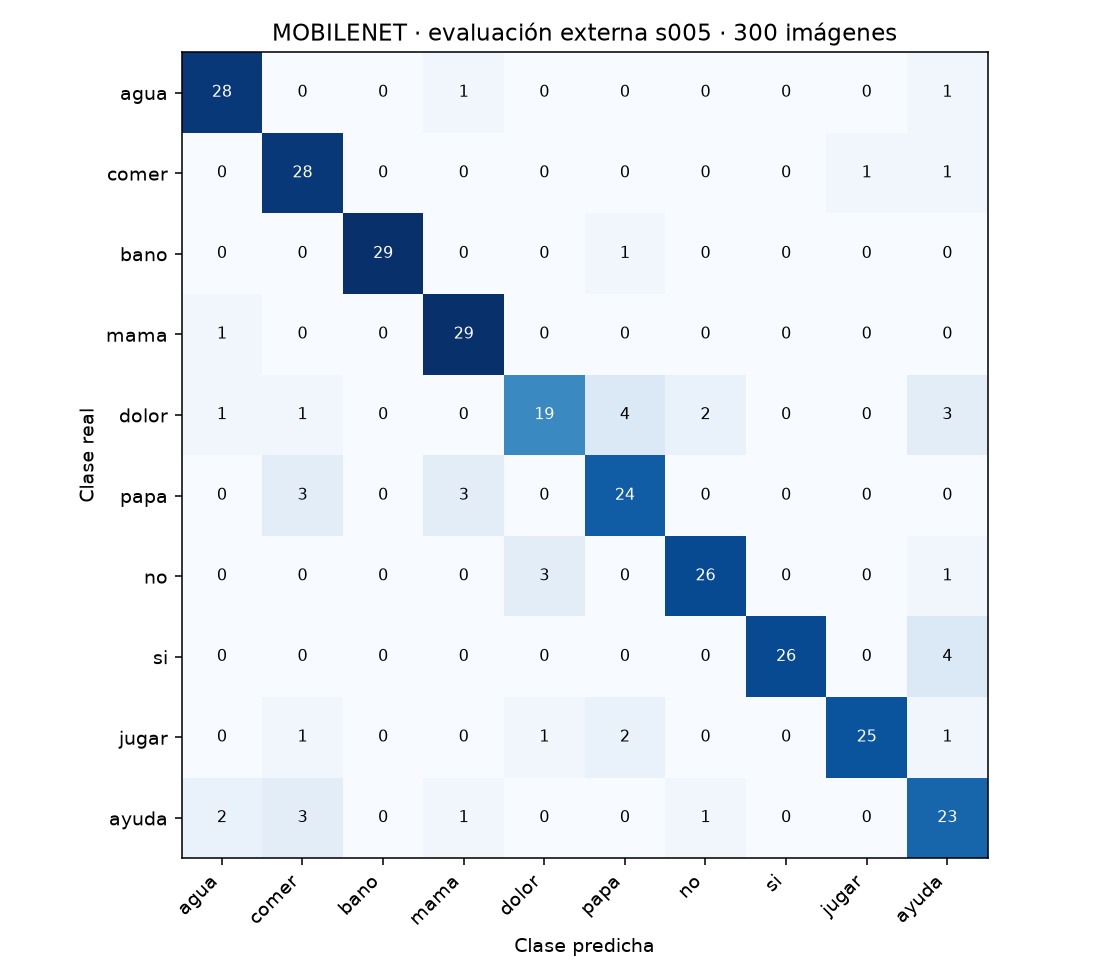 MOBILENET · evaluación externa s005 · 300 imágenes
agua 28 0 0 1 0 0 0 0 0 1
comer 0 28 0 0 0 0 0 0 1 1
bano 0 0 29 0 0 1 0 0 0 0
mama 1 0 0 29 0 0 0 0 0 0
dolor 1 1 0 0 19 4 2 0 0 3
papa 0 3 0 3 0 24 0 0 0 0
no 0 0 0 0 3 0 26 0 0 1
si 0 0 0 0 0 0 0 26 0 4
jugar 0 1 0 0 1 2 0 0 25 1
ayuda 2 3 0 1 0 0 1 0 0 23
Clase real
agua comer bano mama dolor papa no si jugar ayuda
Clase predicha